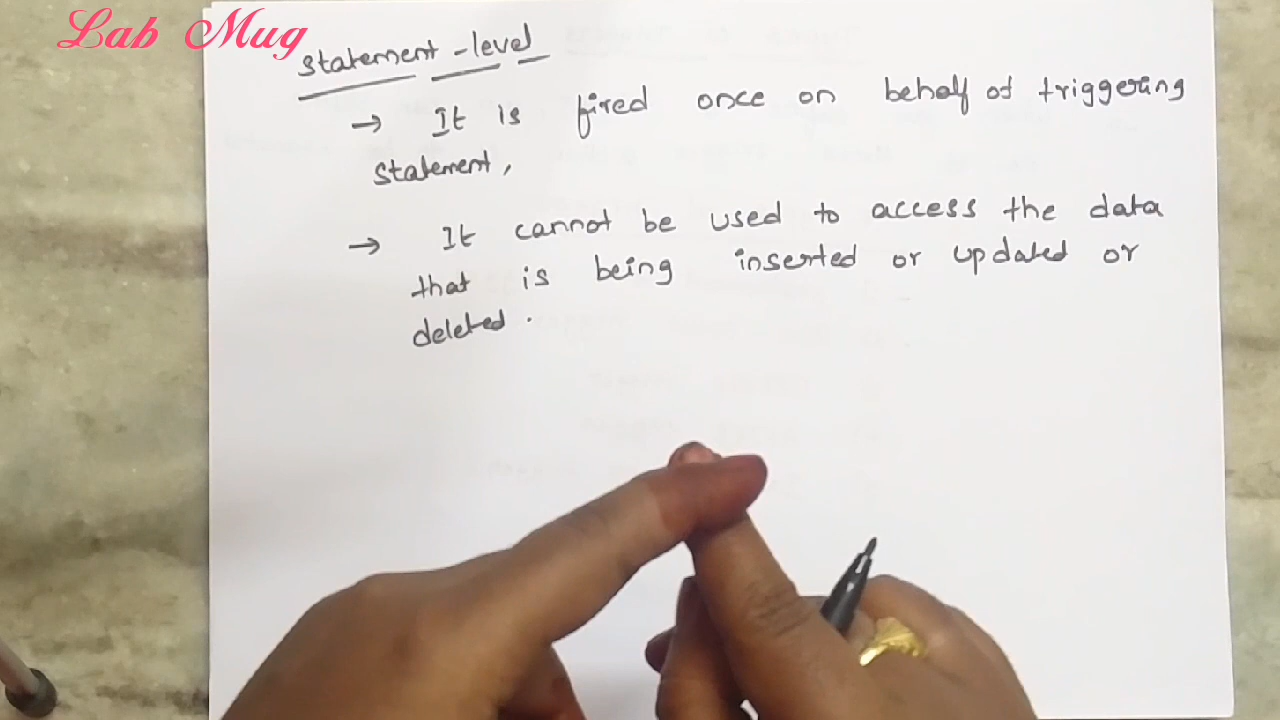 Lab Mug
Statement-level
→ It is fired once on behalf of triggering
statement,
→ It cannot be used to access the data
that is being inserted or updated or
deleted.